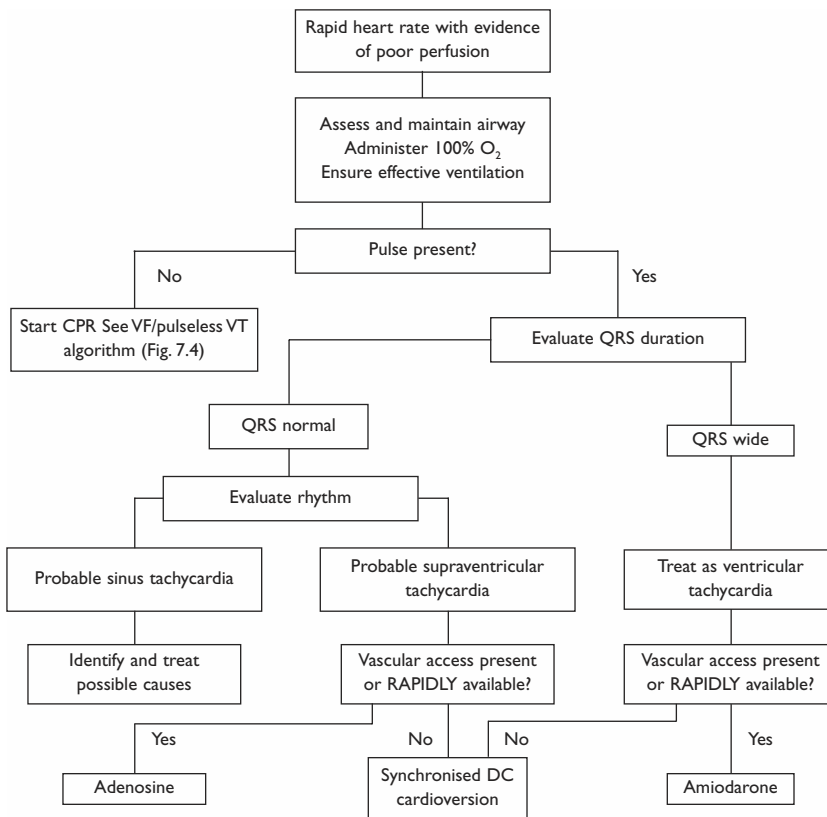 Rapid heart rate with evidence
of poor perfusion
Assess and maintain airway
Administer 100% O₂
Ensure effective ventilation
Pulse present?
No
Yes
Start CPR See VF/pulseless VT
algorithm (Fig. 7.4)
Evaluate QRS duration
QRS normal
QRS wide
Evaluate rhythm
Probable sinus tachycardia
Probable supraventricular
tachycardia
Treat as ventricular
tachycardia
Identify and treat
possible causes
Vascular access present
or RAPIDLY available?
Vascular access present
or RAPIDLY available?
Yes
No
No
Yes
Adenosine
Synchronised DC
cardioversion
Amiodarone